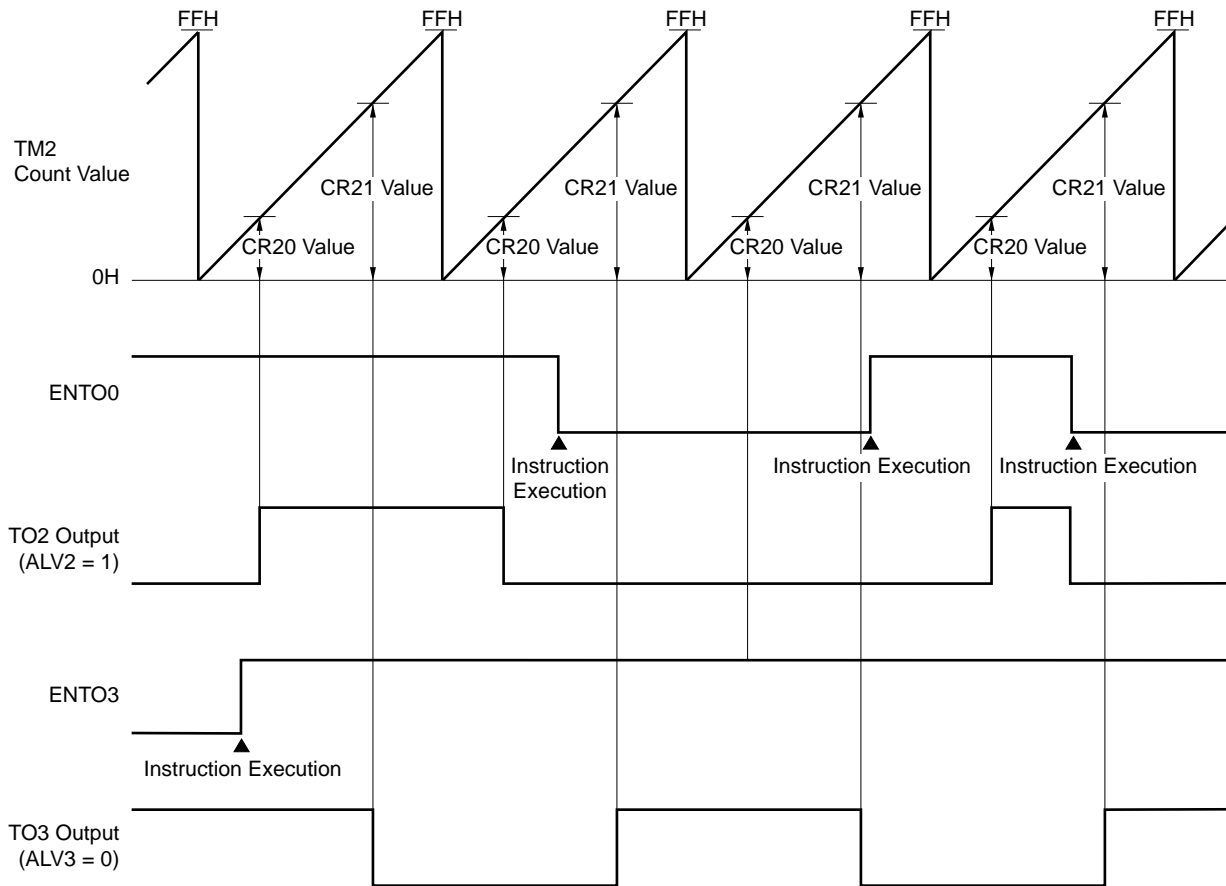 FFH FFH FFH FFH FFH
TM2
Count Value
CR21 Value CR21 Value CR21 Value CR21 Value
CR20 Value CR20 Value CR20 Value CR20 Value
0H
ENTO0
Instruction
Execution
Instruction Execution
Instruction Execution
TO2 Output
(ALV2 = 1)
ENTO3
Instruction Execution
TO3 Output
(ALV3 = 0)